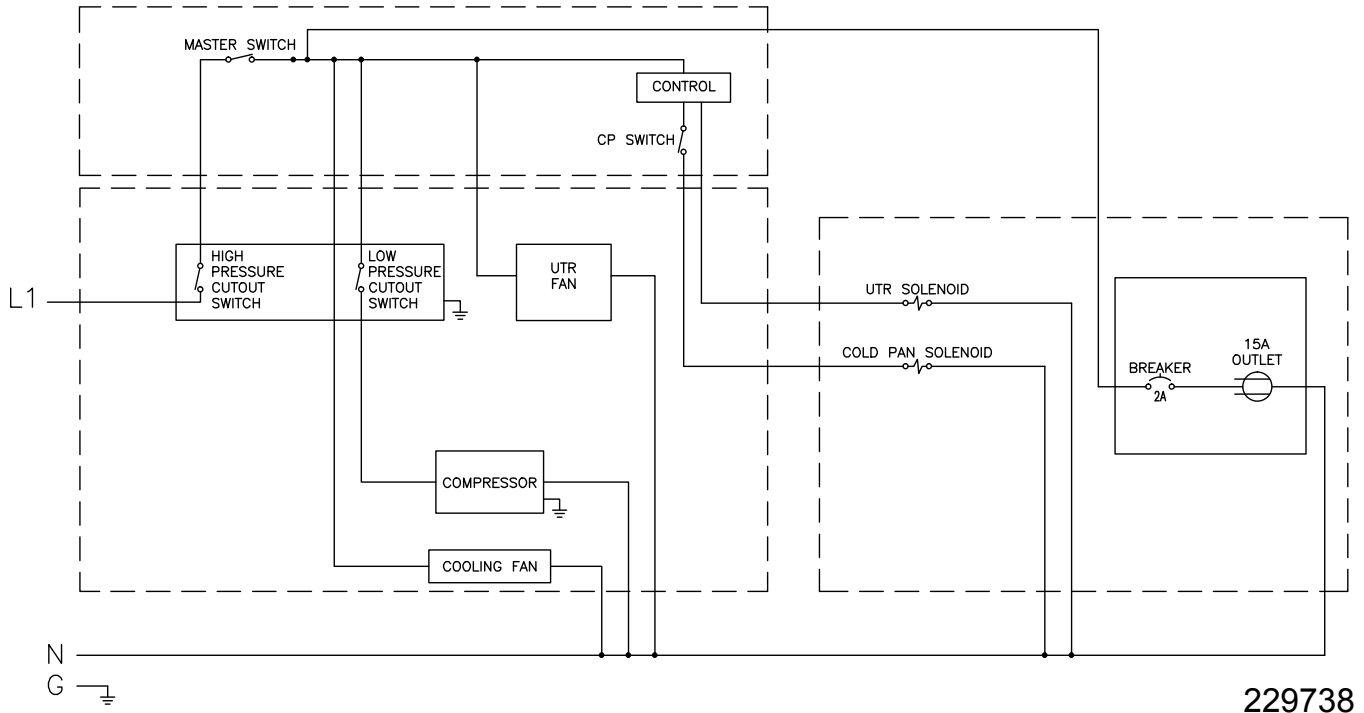 MASTER SWITCH
CONTROL
CP SWITCH
HIGH
PRESSURE
CUTOUT
SWITCH
LOW
PRESSURE
CUTOUT
SWITCH
UTR
FAN
L1
UTR SOLENOID
COLD PAN SOLENOID
15A
OUTLET
BREAKER
2A
COMPRESSOR
COOLING FAN
N
G
229738